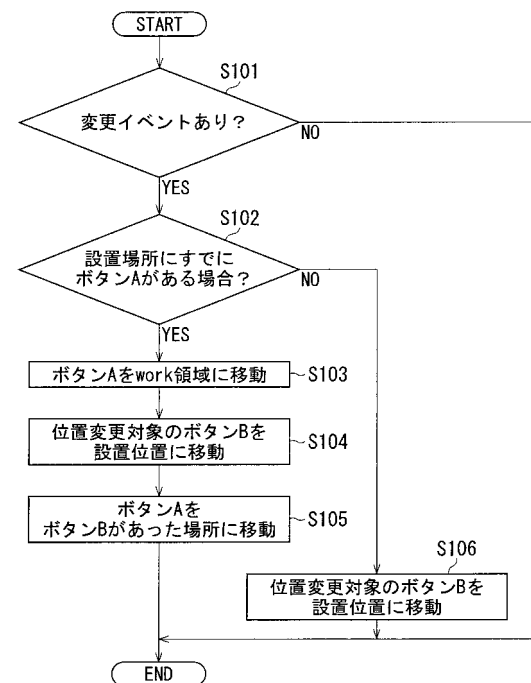 START
S101
変更イベントあり?
NO
YES
S102
設置場所にすでに
ボタンAがある場合?
NO
YES
ボタンAをwork領域に移動
S103
位置変更対象のボタンBを
設置位置に移動
S104
ボタンAを
ボタンBがあった場所に移動
S105
S106
位置変更対象のボタンBを
設置位置に移動
END